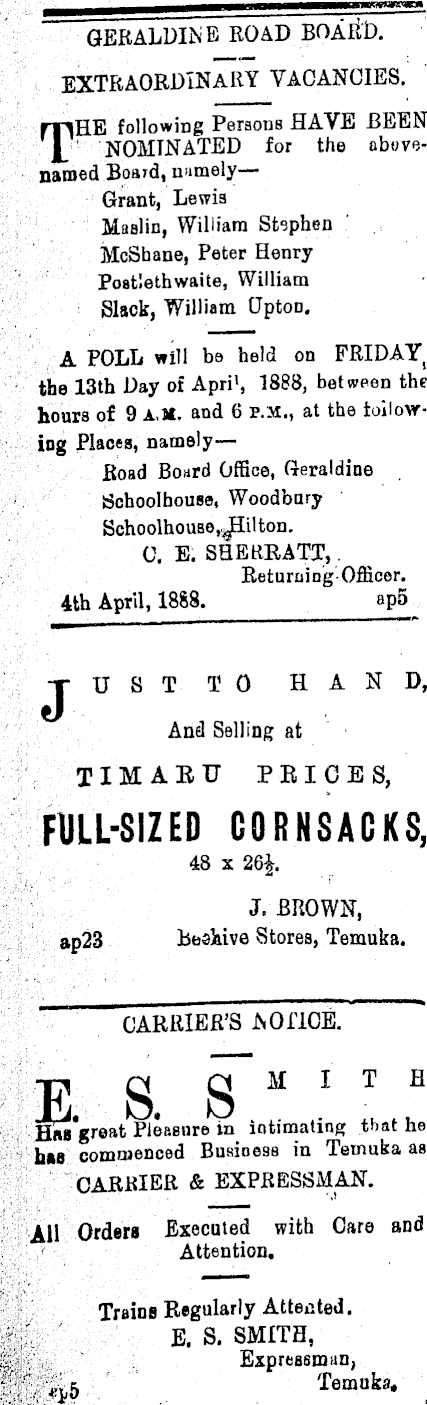 GERALDINE ROAD BOARD.
EXTRAORDINARY VACANCIES.
THE following Persons HAVE BEEN
NOMINATED for the above-
named Board, namely—
Grant, Lewis
Maslin, William Stephen
McShane, Peter Henry
Postlethwaite, William
Slack, William Upton.
A POLL will be held on FRIDAY,
the 13th Day of April, 1888, between the
hours of 9 A.M. and 6 P.M., at the follow-
ing Places, namely—
Road Board Office, Geraldine
Schoolhouse, Woodbury
Schoolhouse, Hilton.
C. E. SHERRATT,
Returning Officer.
4th April, 1888. ap5
JUST TO HAND,
And Selling at
TIMARU PRICES,
FULL-SIZED CORNSACKS,
48 x 26½.
J. BROWN,
ap23 Beehive Stores, Temuka.
CARRIER'S NOTICE.
E. S. SMITH
Has great Pleasure in intimating that he
has commenced Business in Temuka as
CARRIER & EXPRESSMAN.
All Orders Executed with Care and
Attention.
Trains Regularly Attented.
E. S. SMITH,
Expressman,
Temuka.
ap5